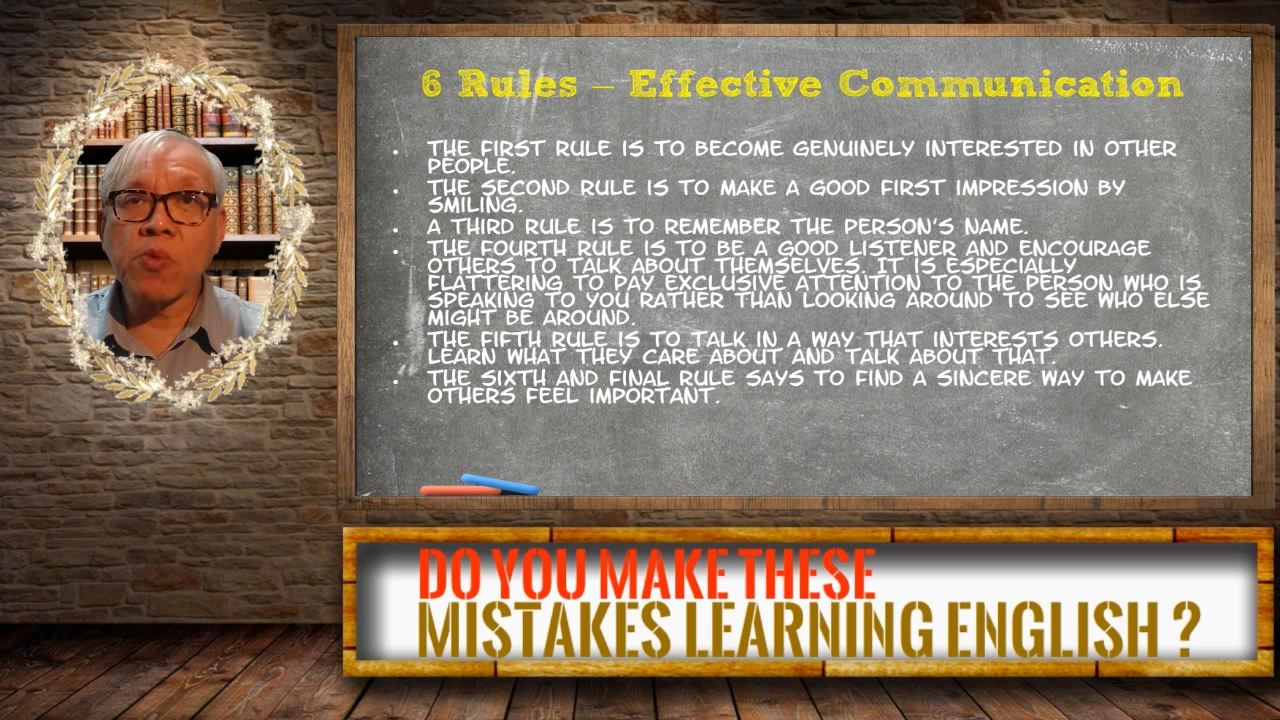 6 Rules – Effective Communication
• THE FIRST RULE IS TO BECOME GENUINELY INTERESTED IN OTHER
PEOPLE.
• THE SECOND RULE IS TO MAKE A GOOD FIRST IMPRESSION BY
SMILING.
• A THIRD RULE IS TO REMEMBER THE PERSON'S NAME.
• THE FOURTH RULE IS TO BE A GOOD LISTENER AND ENCOURAGE
OTHERS TO TALK ABOUT THEMSELVES. IT IS ESPECIALLY
FLATTERING TO PAY EXCLUSIVE ATTENTION TO THE PERSON WHO IS
SPEAKING TO YOU RATHER THAN LOOKING AROUND TO SEE WHO ELSE
MIGHT BE AROUND.
• THE FIFTH RULE IS TO TALK IN A WAY THAT INTERESTS OTHERS.
LEARN WHAT THEY CARE ABOUT AND TALK ABOUT THAT.
• THE SIXTH AND FINAL RULE SAYS TO FIND A SINCERE WAY TO MAKE
OTHERS FEEL IMPORTANT.
DO YOU MAKE THESE
MISTAKES LEARNING ENGLISH ?